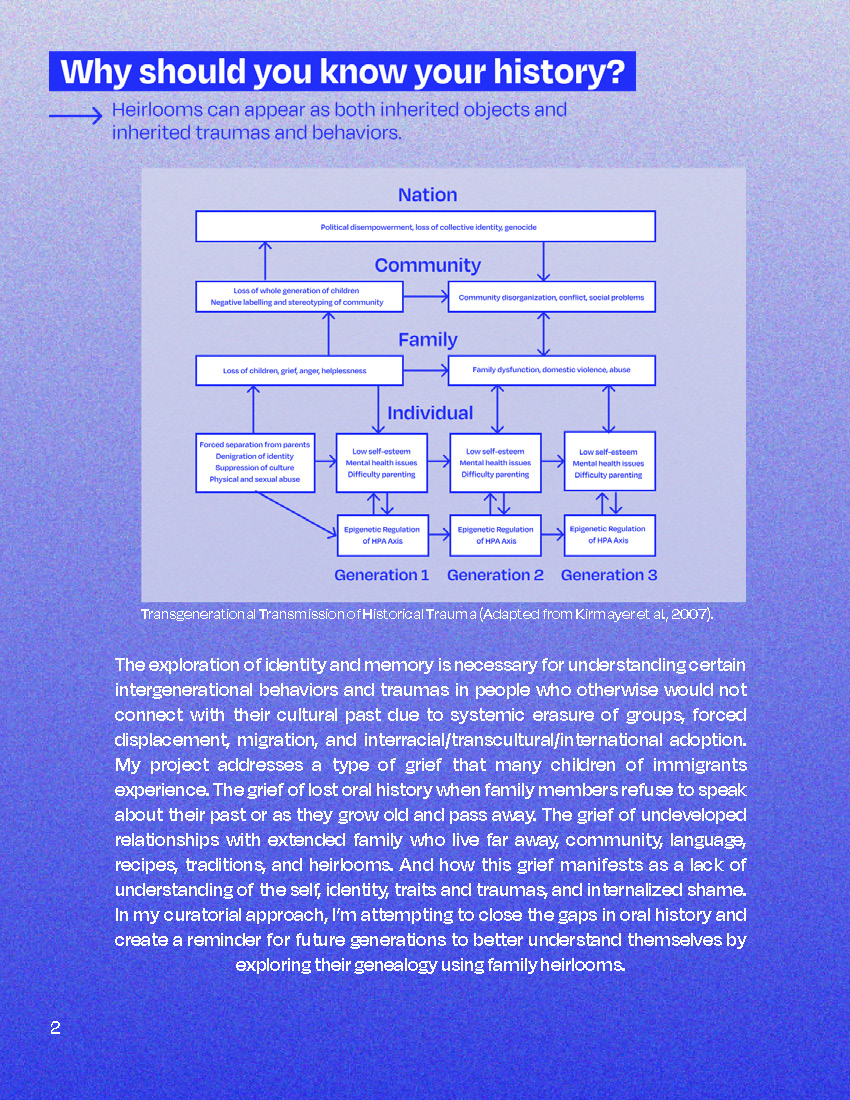 Why should you know your history?
Heirlooms can appear as both inherited objects and
inherited traumas and behaviors.
Nation
Political disempowerment, loss of collective identity, genocide
Community
Loss of whole generation of children
Negative labelling and stereotyping of community
Community disorganization, conflict, social problems
Family
Loss of children, grief, anger, helplessness
Family dysfunction, domestic violence, abuse
Individual
Forced separation from parents
Denigration of identity
Suppression of culture
Physical and sexual abuse
Low self-esteem
Mental health issues
Difficulty parenting
Low self-esteem
Mental health issues
Difficulty parenting
Low self-esteem
Mental health issues
Difficulty parenting
Epigenetic Regulation
of HPA Axis
Epigenetic Regulation
of HPA Axis
Epigenetic Regulation
of HPA Axis
Generation 1
Generation 2
Generation 3
Transgenerational Transmission of Historical Trauma (Adapted from Kirmayer et al., 2007).
The exploration of identity and memory is necessary for understanding certain
intergenerational behaviors and traumas in people who otherwise would not
connect with their cultural past due to systemic erasure of groups, forced
displacement, migration, and interracial/transcultural/international adoption.
My project addresses a type of grief that many children of immigrants
experience. The grief of lost oral history when family members refuse to speak
about their past or as they grow old and pass away. The grief of undeveloped
relationships with extended family who live far away, community, language,
recipes, traditions, and heirlooms. And how this grief manifests as a lack of
understanding of the self, identity, traits and traumas, and internalized shame.
In my curatorial approach, I'm attempting to close the gaps in oral history and
create a reminder for future generations to better understand themselves by
exploring their genealogy using family heirlooms.
2